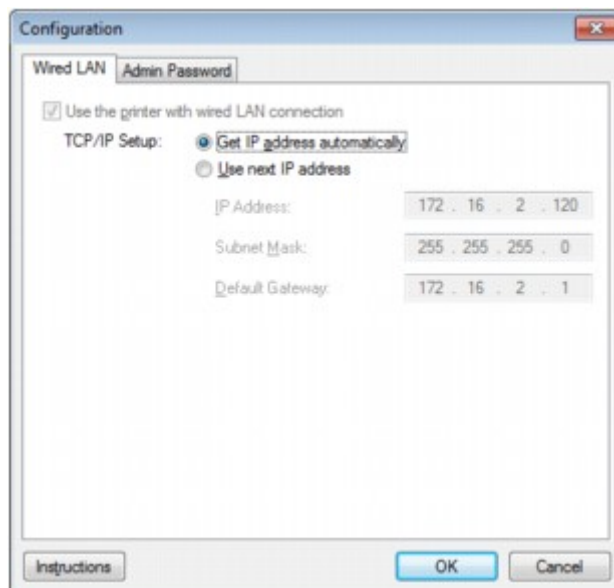 Configuration
Wired LAN Admin Password
Use the printer with wired LAN connection
TCP/IP Setup: Get IP address automatically
Use next IP address
IP Address: 172 . 16 . 2 . 120
Subnet Mask: 255 . 255 . 255 . 0
Default Gateway: 172 . 16 . 2 . 1
Instructions OK Cancel